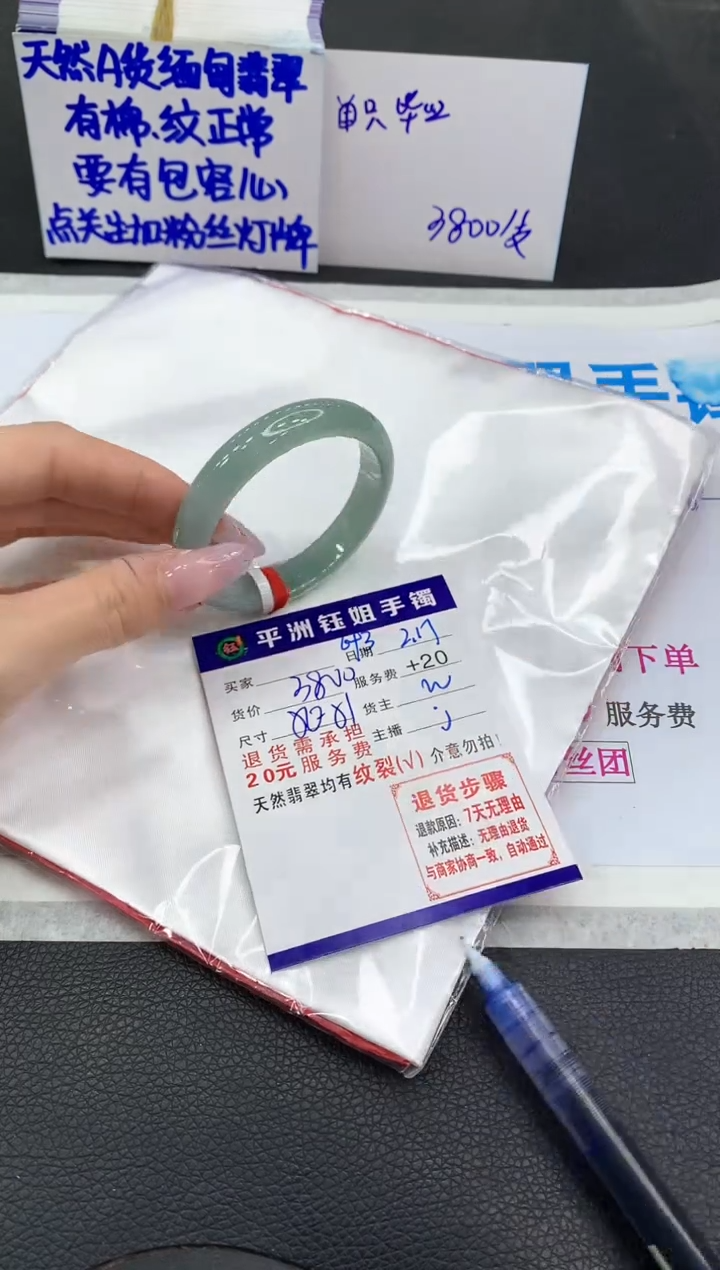 天然A货缅甸翡翠
有棉、纹正常
要有包容心
点关注加粉丝灯牌
单只毕业
3800/支
平洲钰姐手镯
日期 2.17
买家
服务费 +20
货价 3800
货主 w
尺寸
主播 j
退货需承担
20元服务费
天然翡翠均有纹裂(√)介意勿拍!
退货步骤
退款原因:7天无理由
补充描述:无理由退货
与商家协商一致,自动通过
手镯
下单
服务费
丝团